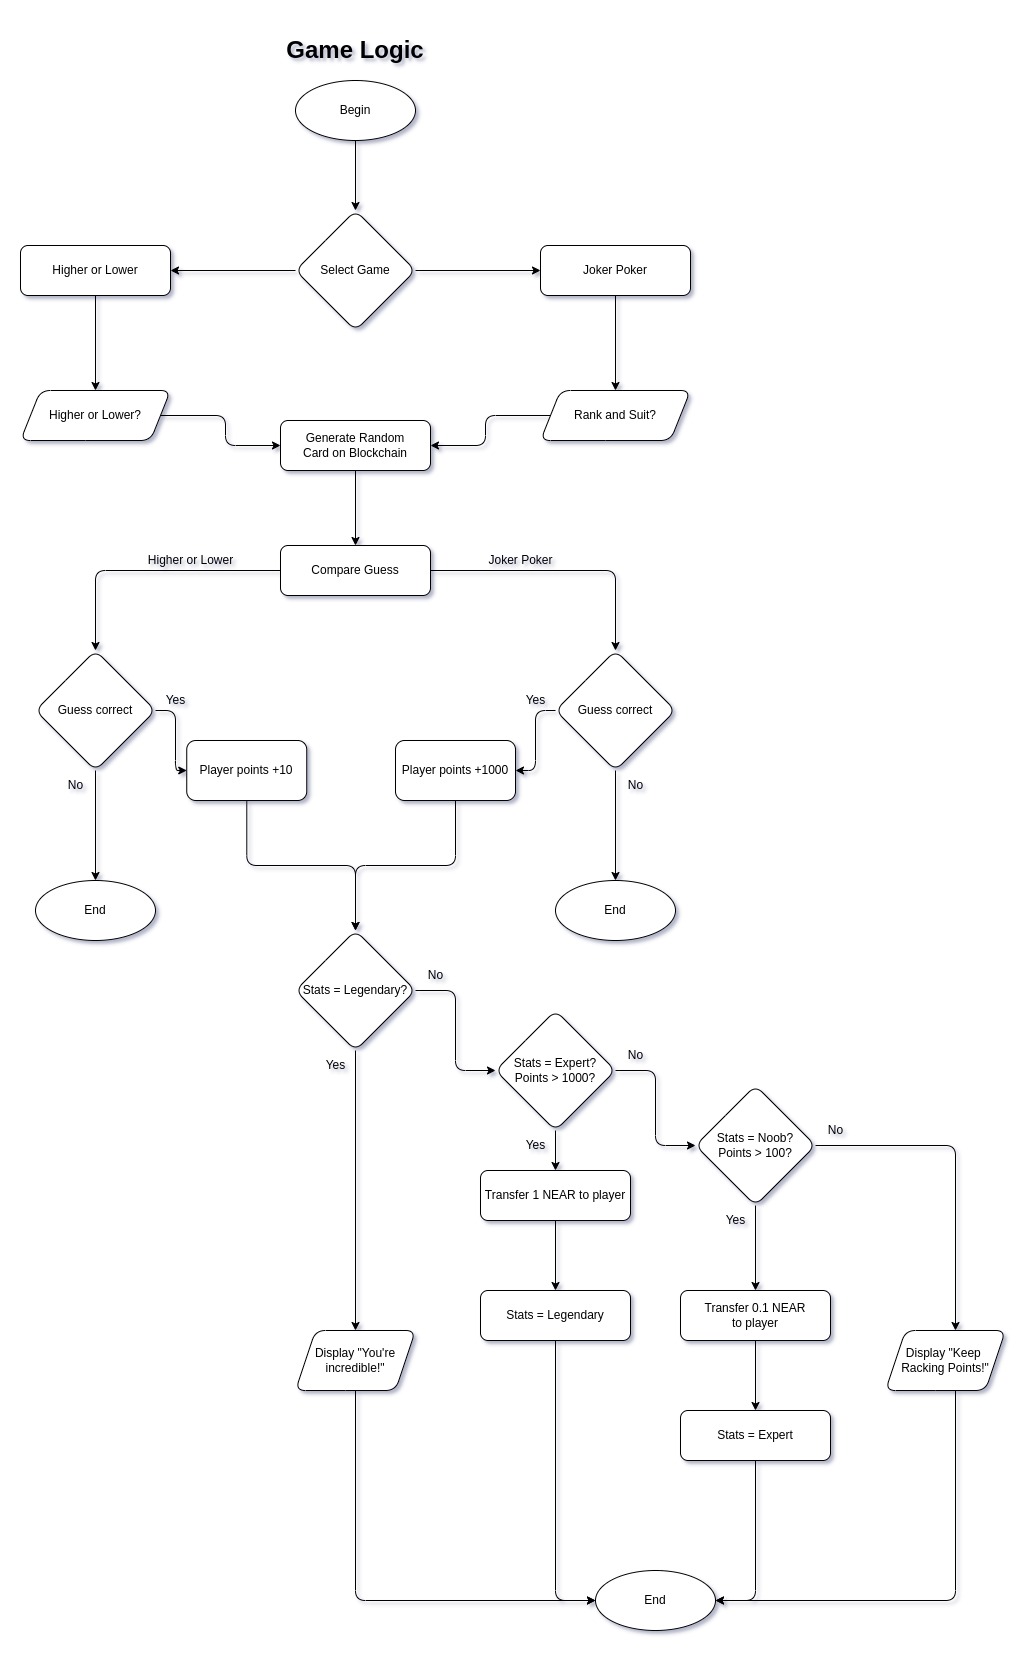 Game Logic
Begin
Select Game
Higher or Lower
Joker Poker
Higher or Lower?
Rank and Suit?
Generate Random
Card on Blockchain
Compare Guess
Higher or Lower
Joker Poker
Guess correct
Yes
No
Player points +10
Guess correct
Yes
No
Player points +1000
End
End
Stats = Legendary?
No
Yes
Stats = Expert?
Points > 1000?
No
Yes
Stats = Noob?
Points > 100?
No
Yes
Transfer 1 NEAR to player
Stats = Legendary
Transfer 0.1 NEAR
to player
Stats = Expert
Display "You're
incredible!"
Display "Keep
Racking Points!"
End